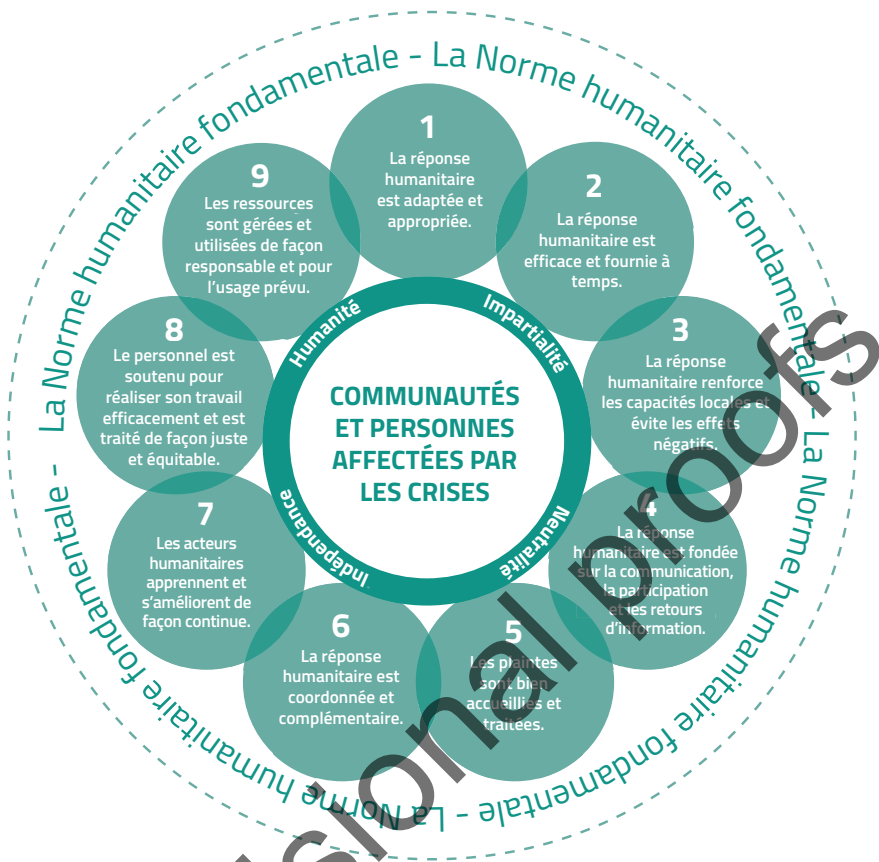 La Norme humanitaire fondamentale - La Norme humanitaire fondamentale - La Norme humanitaire fondamentale - La Norme humanitaire fondamentale -
1
La réponse
humanitaire
est adaptée et
appropriée.
2
La réponse
humanitaire est
efficace et fournie à
temps.
3
La réponse
humanitaire renforce
les capacités locales et
évite les effets
négatifs.
4
La réponse
humanitaire est fondée
sur la communication,
la participation
et les retours
d'information.
5
Les plaintes
sont bien
accueillies et
traitées.
6
La réponse
humanitaire est
coordonnée et
complémentaire.
7
Les acteurs
humanitaires
apprennent et
s'améliorent de
façon continue.
8
Le personnel est
soutenu pour
réaliser son travail
efficacement et est
traité de façon juste
et équitable.
9
Les ressources
sont gérées et
utilisées de façon
responsable et pour
l'usage prévu.
Humanité
Impartialité
Neutralité
Indépendance
COMMUNAUTÉS
ET PERSONNES
AFFECTÉES PAR
LES CRISES
isional proofs